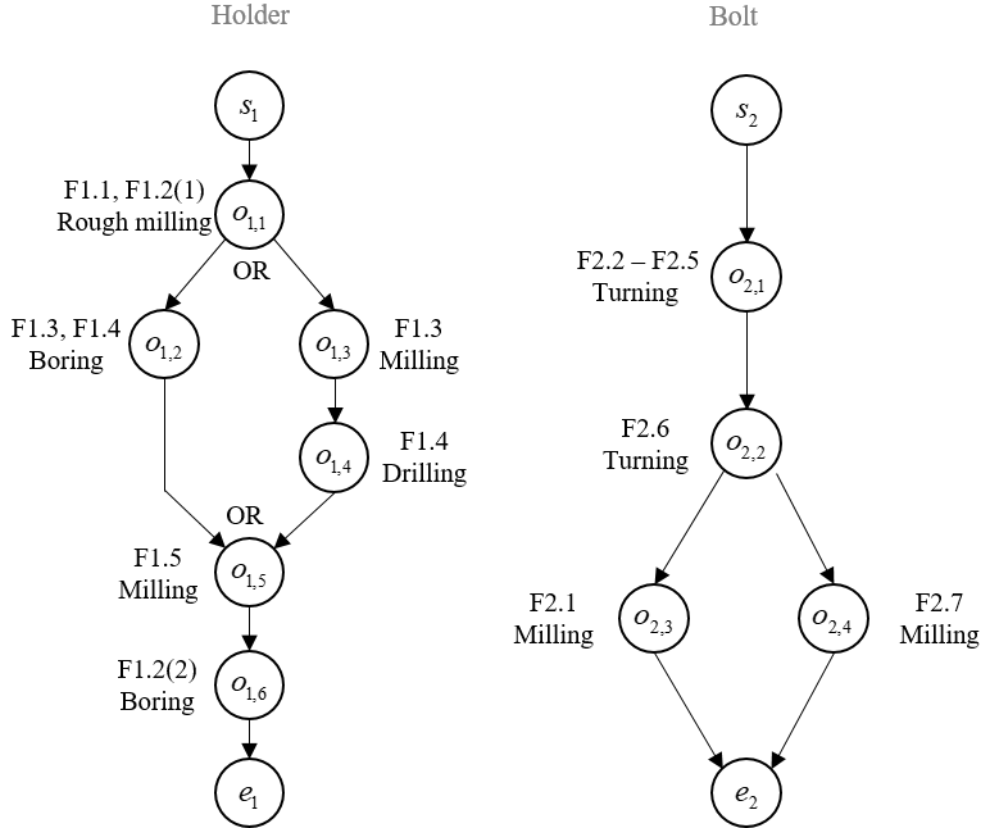 Holder
Bolt
s1
s2
F1.1, F1.2(1)
Rough milling
o1,1
OR
F2.2 – F2.5
Turning
o2,1
F1.3, F1.4
Boring
o1,2
o1,3
F1.3
Milling
o1,4
F1.4
Drilling
F2.6
Turning
o2,2
OR
F1.5
Milling
o1,5
F2.1
Milling
o2,3
o2,4
F2.7
Milling
F1.2(2)
Boring
o1,6
e1
e2